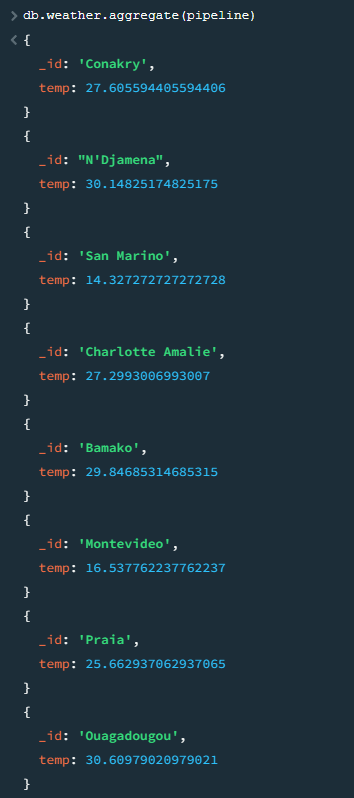 > db.weather.aggregate(pipeline)
< {
_id: 'Conakry',
temp: 27.605594405594406
}
{
_id: "N'Djamena",
temp: 30.14825174825175
}
{
_id: 'San Marino',
temp: 14.327272727272728
}
{
_id: 'Charlotte Amalie',
temp: 27.2993006993007
}
{
_id: 'Bamako',
temp: 29.84685314685315
}
{
_id: 'Montevideo',
temp: 16.537762237762237
}
{
_id: 'Praia',
temp: 25.662937062937065
}
{
_id: 'Ouagadougou',
temp: 30.60979020979021
}